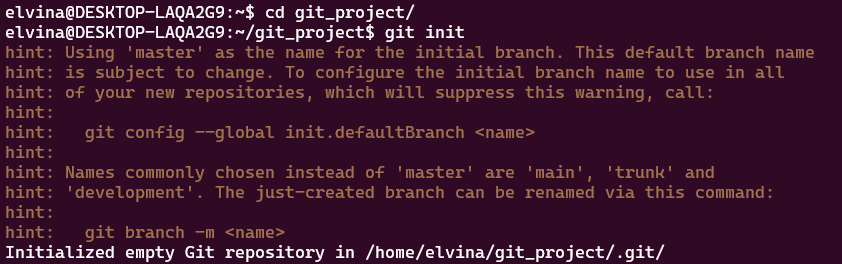 elvina@DESKTOP-LAQA2G9:~$ cd git_project/
elvina@DESKTOP-LAQA2G9:~/git_project$ git init
hint: Using 'master' as the name for the initial branch. This default branch name
hint: is subject to change. To configure the initial branch name to use in all
hint: of your new repositories, which will suppress this warning, call:
hint:
hint:   git config --global init.defaultBranch <name>
hint:
hint: Names commonly chosen instead of 'master' are 'main', 'trunk' and
hint: 'development'. The just-created branch can be renamed via this command:
hint:
hint:   git branch -m <name>
Initialized empty Git repository in /home/elvina/git_project/.git/